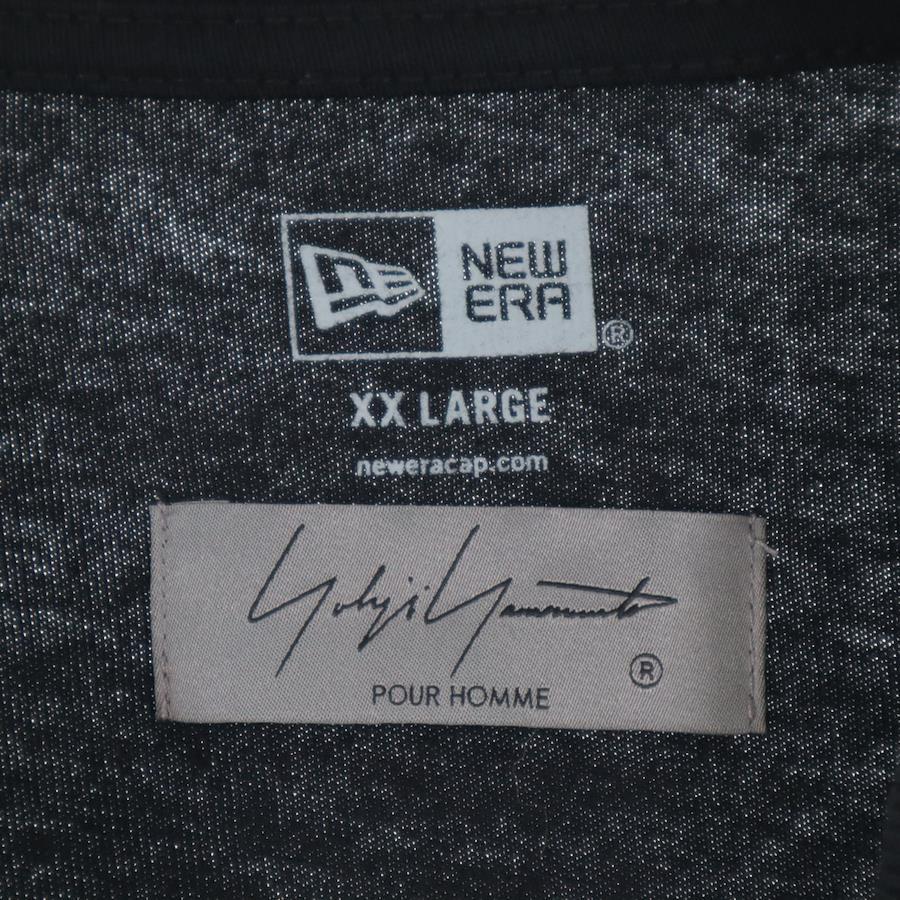 NEW
ERA
®
XX LARGE
neweracap.com
Yohji Yamamoto
®
POUR HOMME